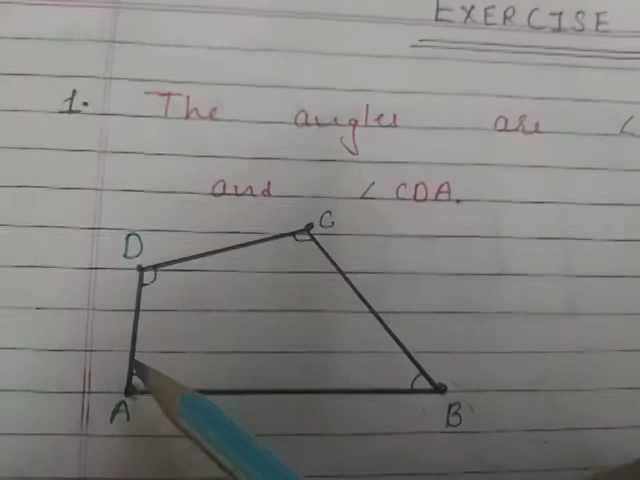 EXERCISE
1. The angles are ∠
and ∠CDA.
C
D
A
B